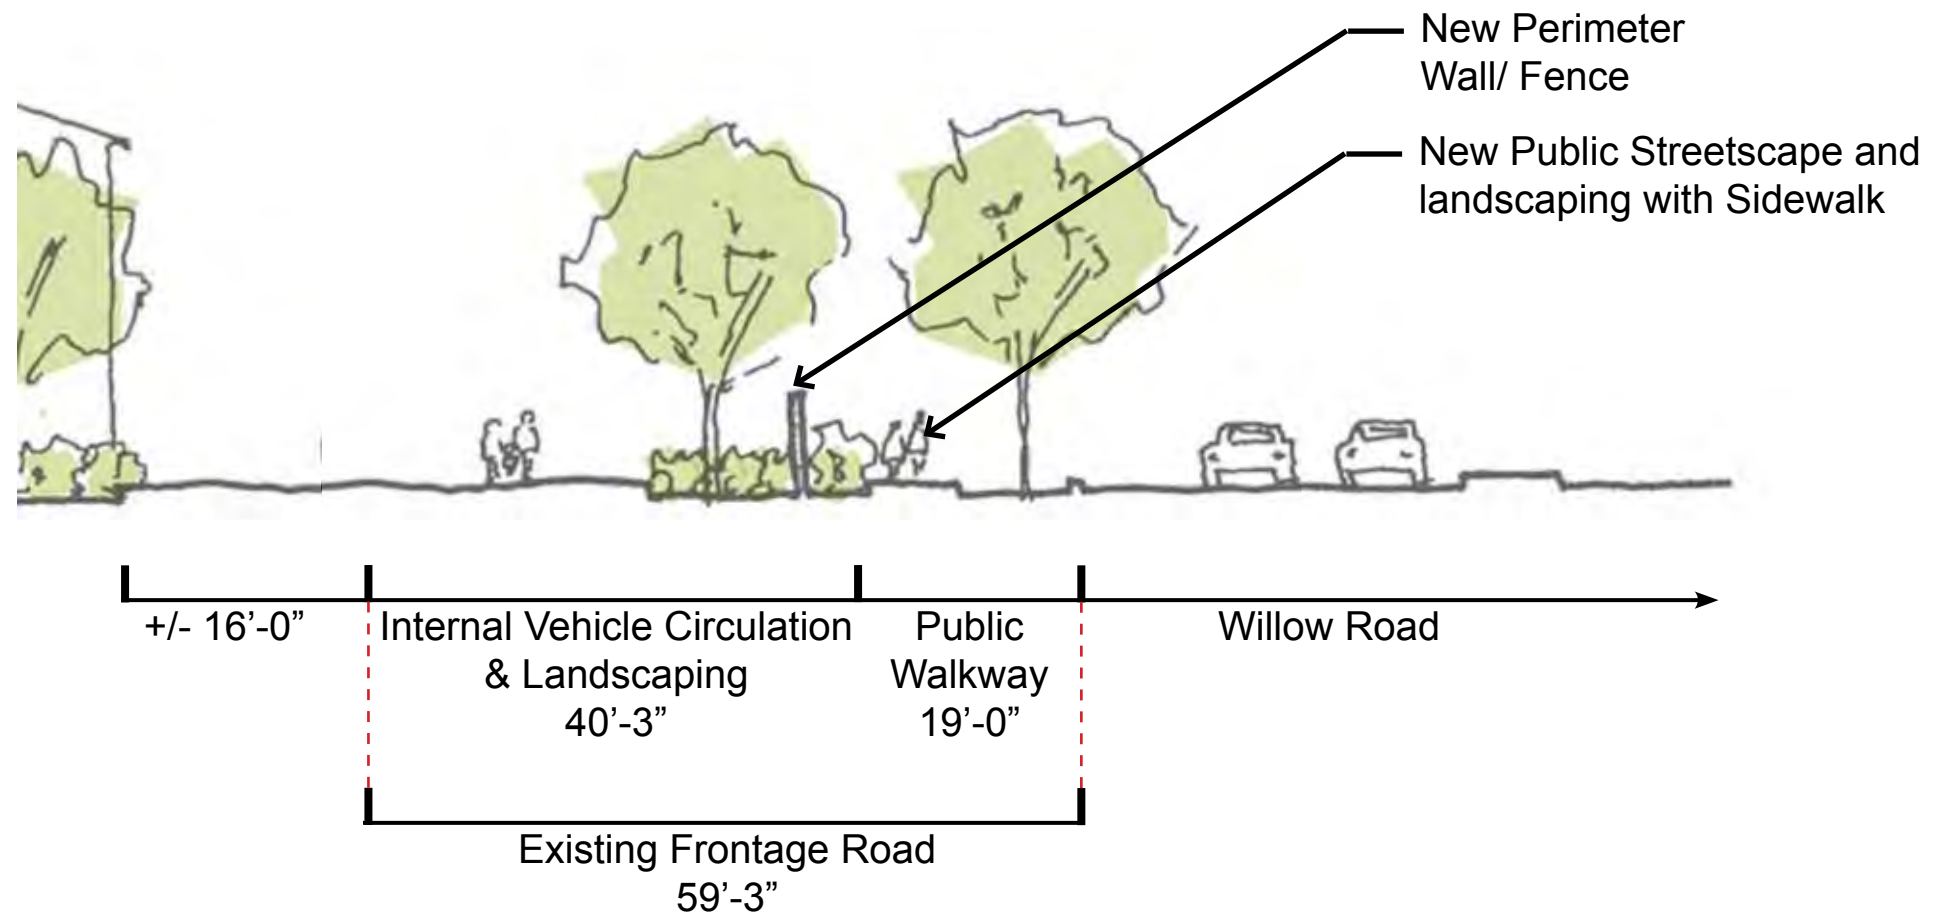 New Perimeter
Wall/ Fence
New Public Streetscape and
landscaping with Sidewalk
+/- 16’-0”
Internal Vehicle Circulation
& Landscaping
40’-3”
Public
Walkway
19’-0”
Willow Road
Existing Frontage Road
59’-3”